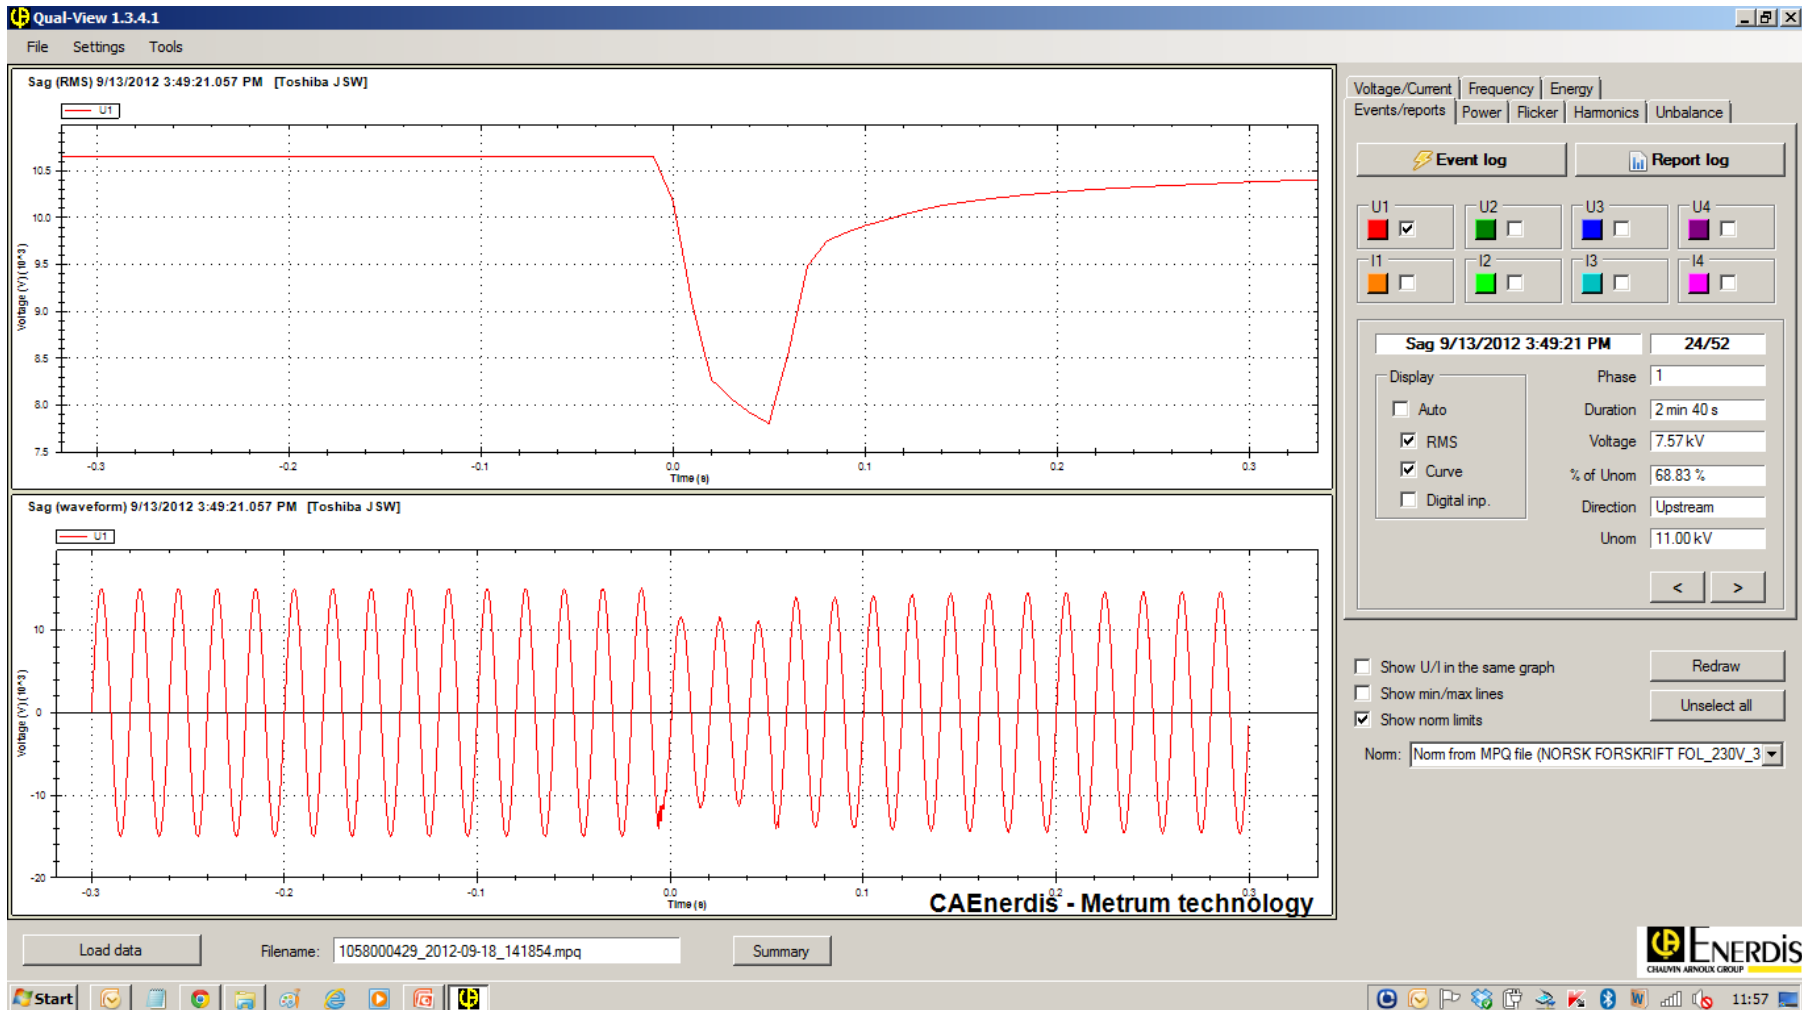 Qual-View 1.3.4.1
File Settings Tools
Sag (RMS) 9/13/2012 3:49:21.057 PM [Toshiba JSW]
U1
10.5
10.0
9.5
9.0
8.5
8.0
7.5
Voltage (V) (10^3)
-0.3 -0.2 -0.1 0.0 0.1 0.2 0.3
Time (s)
Sag (waveform) 9/13/2012 3:49:21.057 PM [Toshiba JSW]
U1
10
0
-10
-20
Voltage (V) (10^3)
-0.3 -0.2 -0.1 0.0 0.1 0.2 0.3
Time (s)
CAEnerdis - Metrum technology
Voltage/Current Frequency Energy
Events/reports Power Flicker Harmonics Unbalance
Event log Report log
U1 U2 U3 U4
I1 I2 I3 I4
Sag 9/13/2012 3:49:21 PM 24/52
Display
Auto
RMS
Curve
Digital inp.
Phase 1
Duration 2 min 40 s
Voltage 7.57 kV
% of Unom 68.83 %
Direction Upstream
Unom 11.00 kV
< >
Show U/I in the same graph
Show min/max lines
Show norm limits
Redraw
Unselect all
Norm: Norm from MPQ file (NORSK FORSKRIFT FOL_230V_3
Load data Filename: 1058000429_2012-09-18_141854.mpq Summary
ENERDIS
CHAUVIN ARNOUX GROUP
Start 11:57